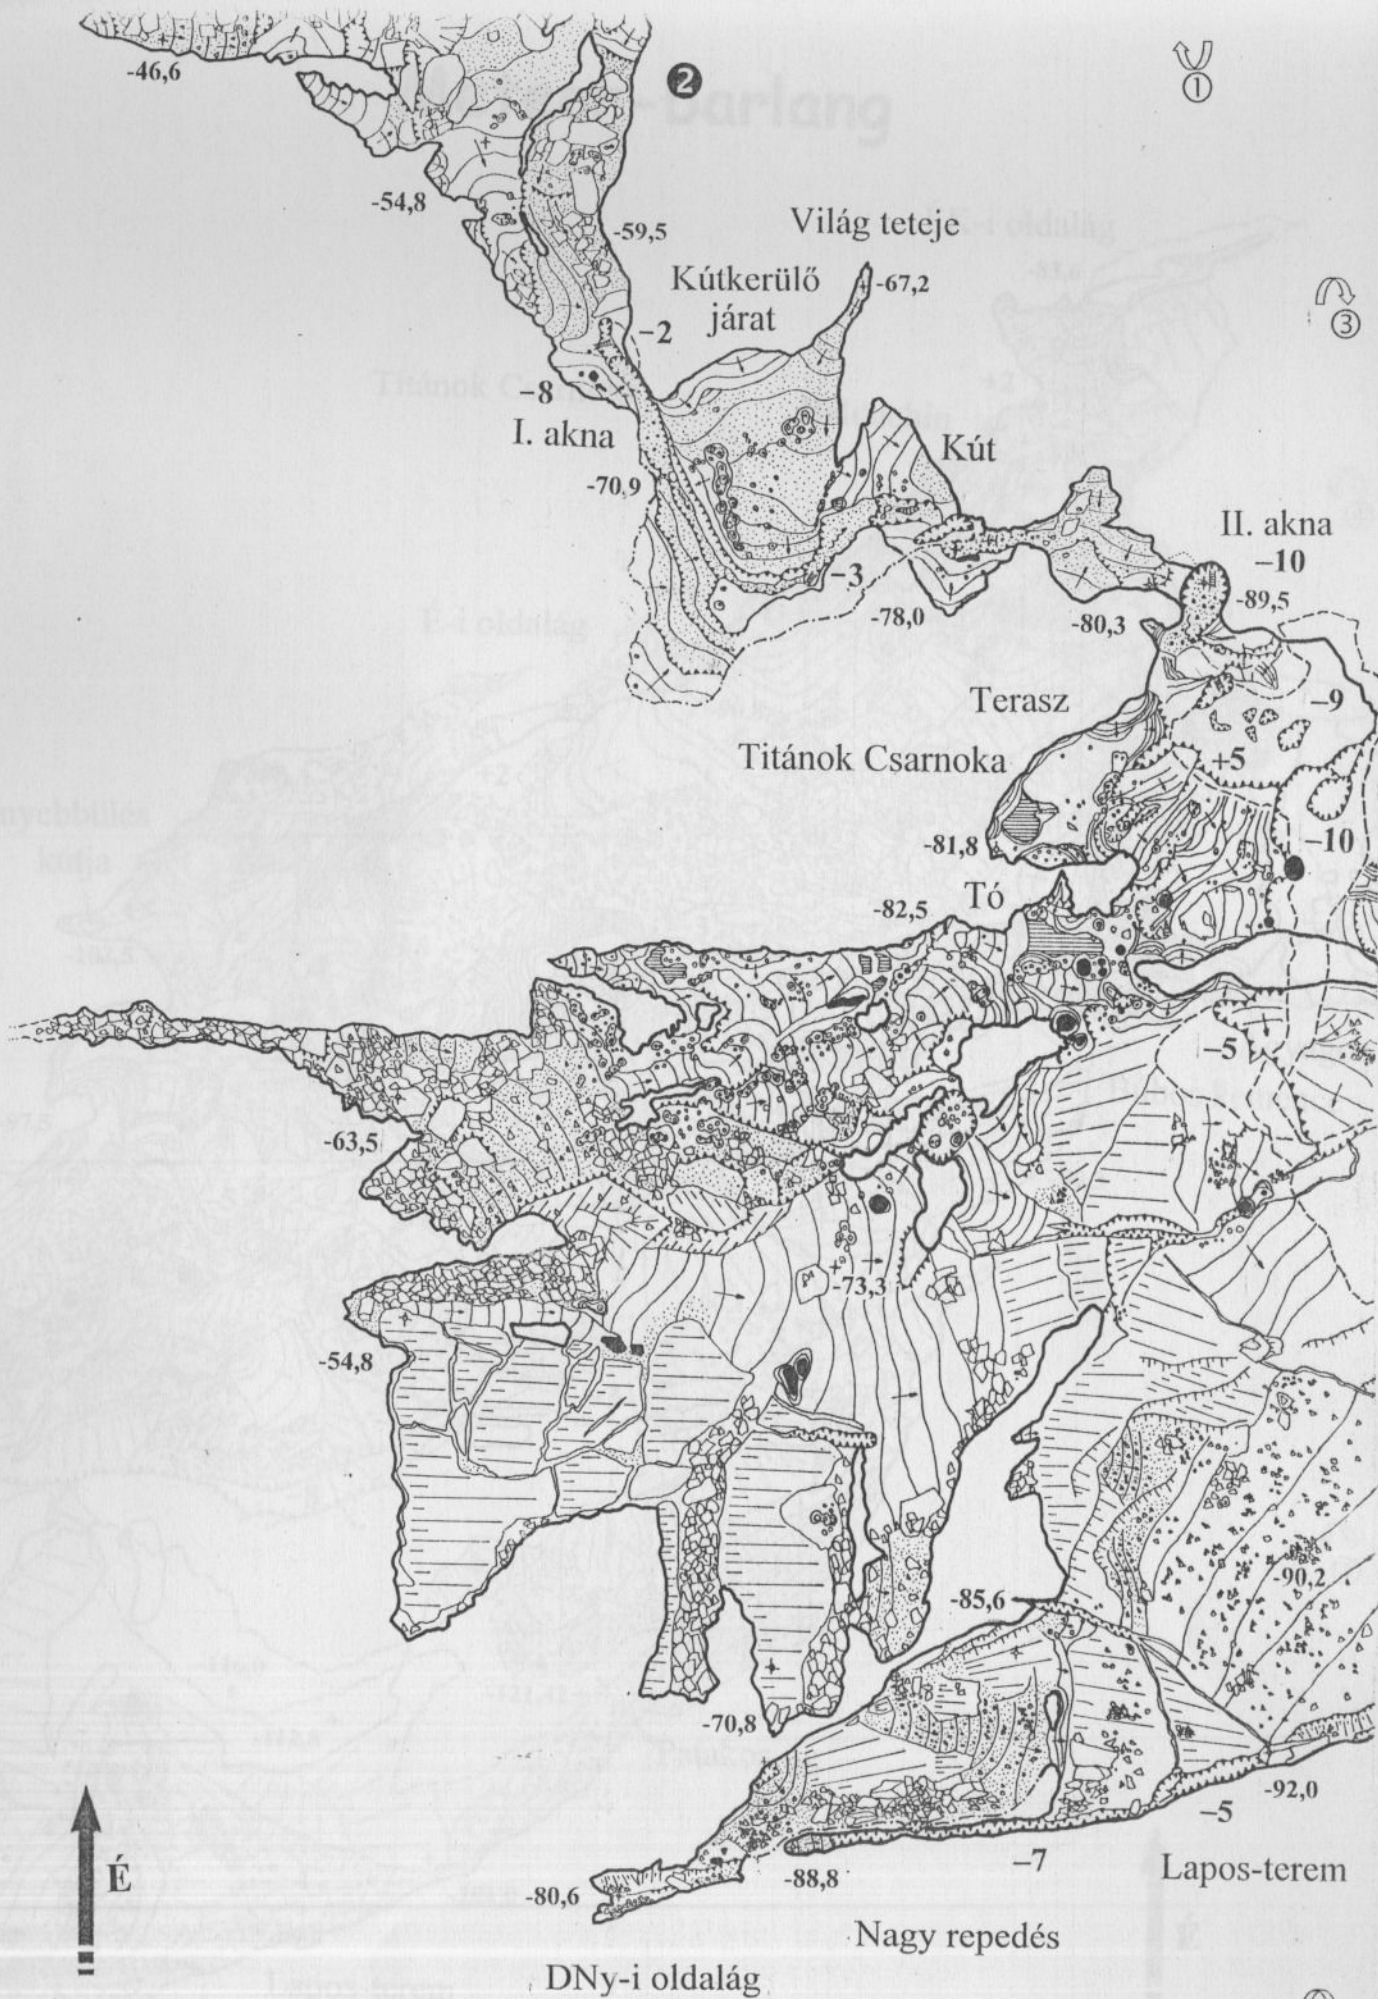 -46,6
2
1
-54,8
-59,5
Világ teteje
Kútkerülő
járat
-67,2
3
−2
−8
I. akna
Kút
-70,9
II. akna
−10
−3
-89,5
-78,0
-80,3
Terasz
−9
Titánok Csarnoka
+5
-81,8
−10
Tó
-82,5
−5
-63,5
-73,3
-54,8
-90,2
-85,6
-70,8
-92,0
−5
−7
É
-88,8
Lapos-terem
-80,6
Nagy repedés
DNy-i oldalág